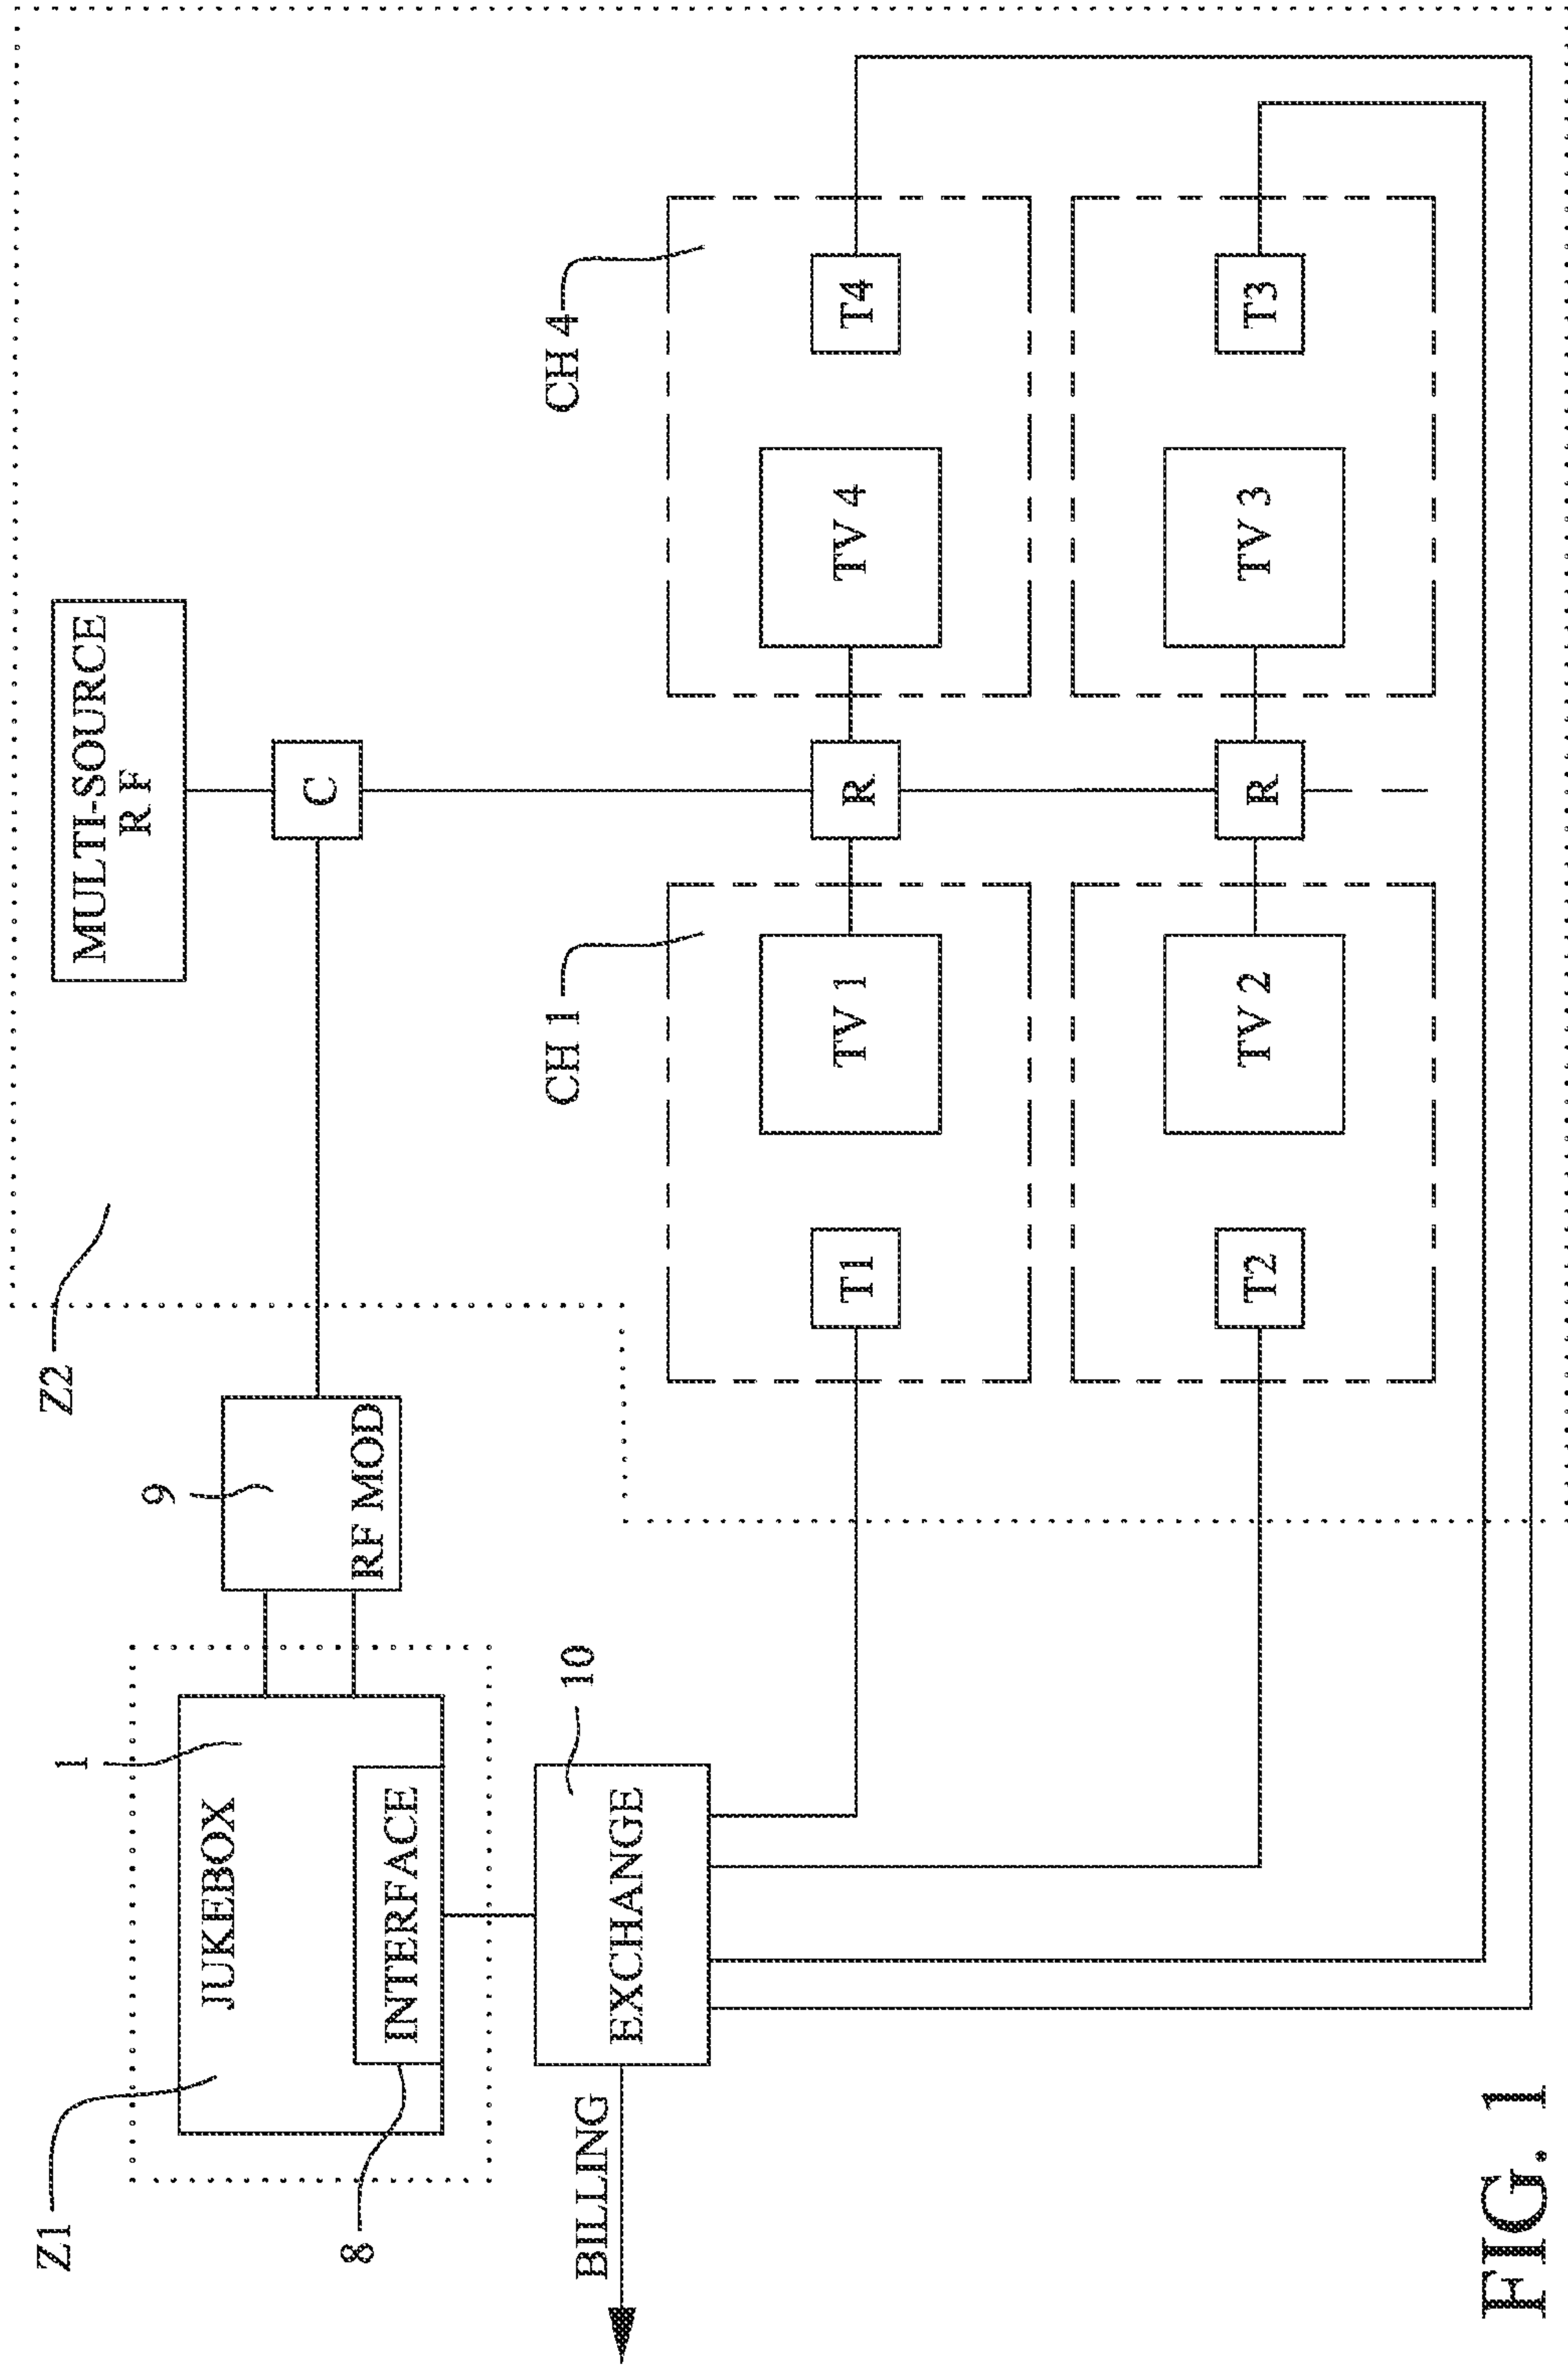 Z1
Z2
1
9
MULTI-SOURCE
R F
JUKEBOX
RF MOD
C
8
INTERFACE
10
CH 1
CH 4
BILLING
EXCHANGE
T1
TV 1
R
TV 4
T4
T2
TV 2
R
TV 3
T3
FIG. 1